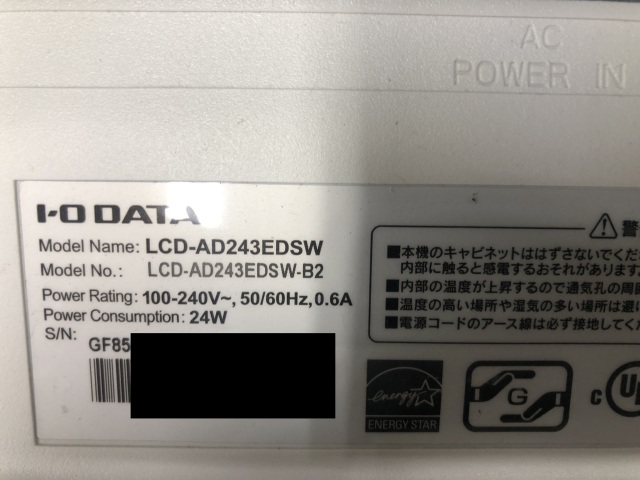 AC
POWER IN
I-O DATA
Model Name: LCD-AD243EDSW
Model No.: LCD-AD243EDSW-B2
Power Rating: 100-240V~, 50/60Hz, 0.6A
Power Consumption: 24W
S/N:
GF85
⚠ 警
■本機のキャビネットははずさないでくだ
内部に触ると感電するおそれがあります
■内部の温度が上昇するので通気孔の周
■温度の高い場所や湿気の多い場所は避
■電源コードのアース線は必ず接地してく
energy
ENERGY STAR
G
c